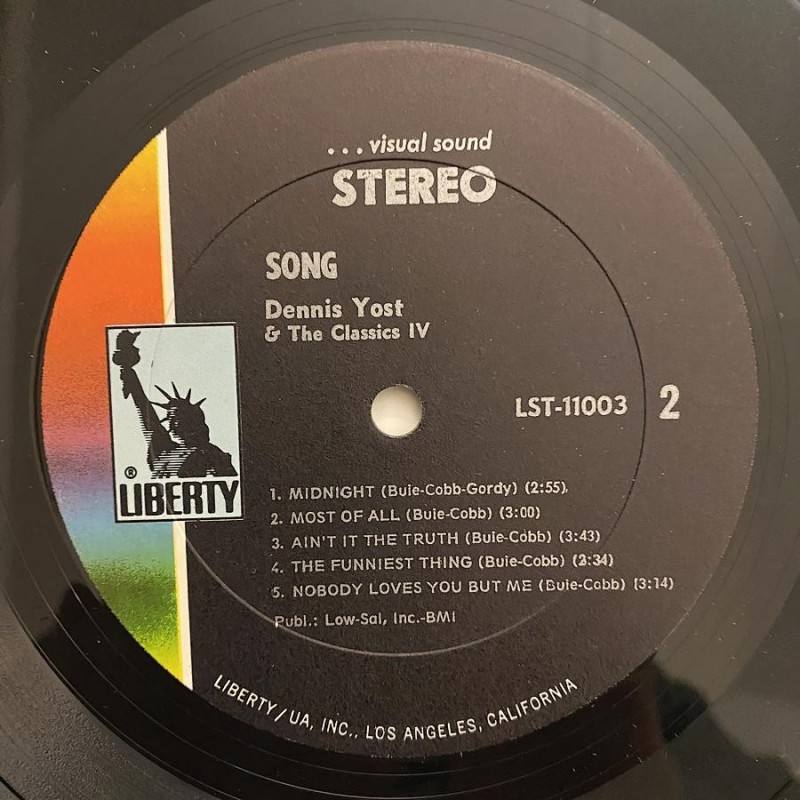 ...visual sound
STEREO
SONG
Dennis Yost
& The Classics IV
LST-11003 2
® LIBERTY
1. MIDNIGHT (Buie-Cobb-Gordy) (2:55)
2. MOST OF ALL (Buie-Cobb) (3:00)
3. AIN'T IT THE TRUTH (Buie-Cobb) (3:43)
4. THE FUNNIEST THING (Buie-Cobb) (2:34)
5. NOBODY LOVES YOU BUT ME (Buie-Cobb) (3:14)
Publ.: Low-Sal, Inc.-BMI
LIBERTY/UA, INC., LOS ANGELES, CALIFORNIA